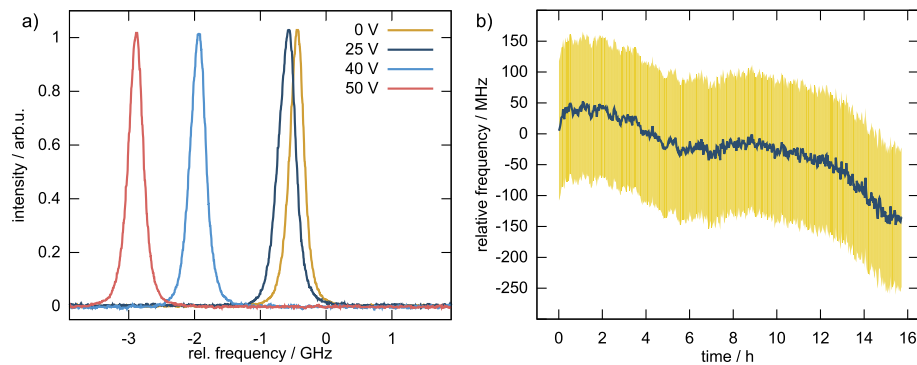 a)
0 V
25 V
40 V
50 V
intensity / arb.u.
1
0.8
0.6
0.4
0.2
0
-3
-2
-1
0
1
rel. frequency / GHz
b)
relative frequency / MHz
150
100
50
0
-50
-100
-150
-200
-250
0
2
4
6
8
10
12
14
16
time / h